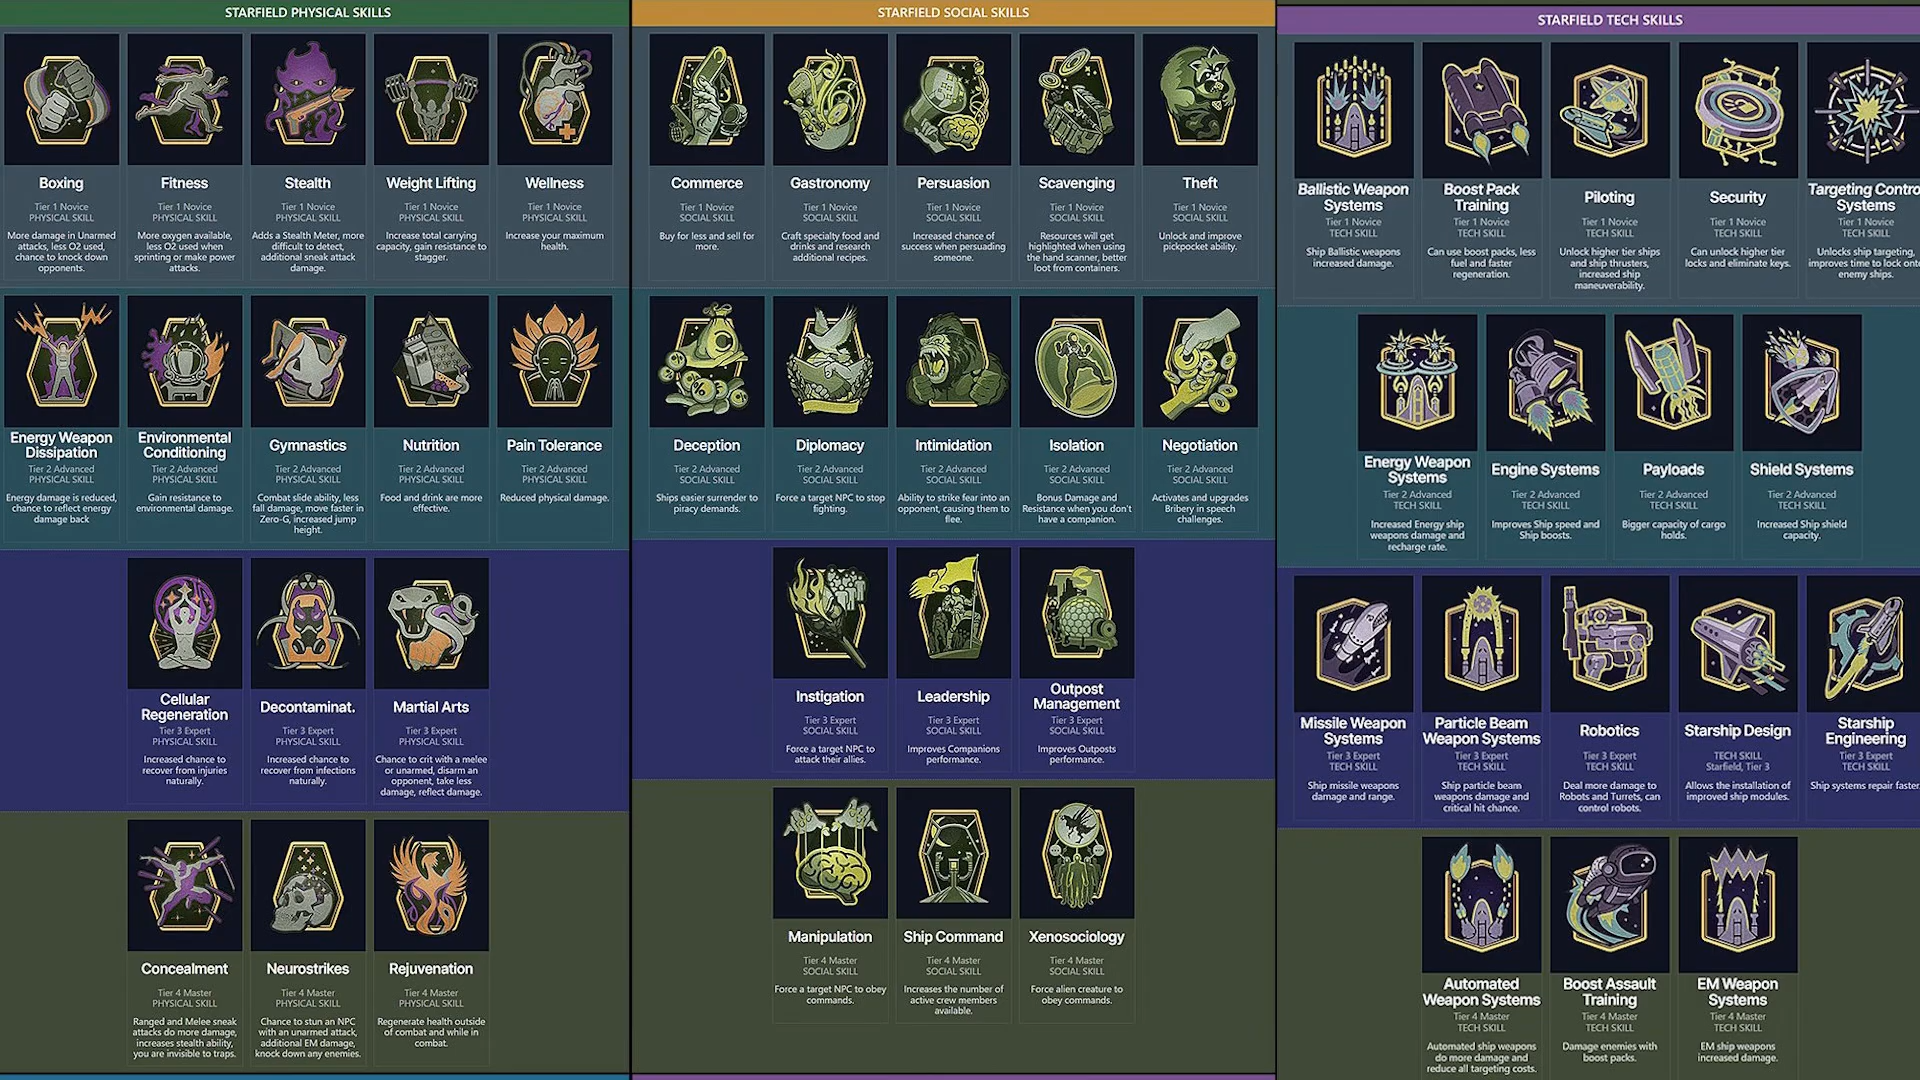 STARFIELD PHYSICAL SKILLS
Boxing
Tier 1 Novice
PHYSICAL SKILL
More damage in Unarmed
attacks, less O2 used,
chance to knock down
opponents.
Fitness
Tier 1 Novice
PHYSICAL SKILL
More oxygen available,
less O2 used when
sprinting or make power
attacks.
Stealth
Tier 1 Novice
PHYSICAL SKILL
Adds a Stealth Meter, more
difficult to detect,
additional sneak attack
damage.
Weight Lifting
Tier 1 Novice
PHYSICAL SKILL
Increase total carrying
capacity, gain resistance to
stagger.
Wellness
Tier 1 Novice
PHYSICAL SKILL
Increase your maximum
health.
Energy Weapon
Dissipation
Tier 2 Advanced
PHYSICAL SKILL
Energy damage is reduced,
chance to reflect energy
damage back
Environmental
Conditioning
Tier 2 Advanced
PHYSICAL SKILL
Gain resistance to
environmental damage.
Gymnastics
Tier 2 Advanced
PHYSICAL SKILL
Combat slide ability, less
fall damage, move faster in
Zero-G, increased jump
height.
Nutrition
Tier 2 Advanced
PHYSICAL SKILL
Food and drink are more
effective.
Pain Tolerance
Tier 2 Advanced
PHYSICAL SKILL
Reduced physical damage.
Cellular
Regeneration
Tier 3 Expert
PHYSICAL SKILL
Increased chance to
recover from injuries
naturally.
Decontaminat.
Tier 3 Expert
PHYSICAL SKILL
Increased chance to
recover from infections
naturally.
Martial Arts
Tier 3 Expert
PHYSICAL SKILL
Chance to crit with a melee
or unarmed, disarm an
opponent, take less
damage, reflect damage.
Concealment
Tier 4 Master
PHYSICAL SKILL
Ranged and Melee sneak
attacks do more damage,
increases stealth ability,
you are invisible to traps.
Neurostrikes
Tier 4 Master
PHYSICAL SKILL
Chance to stun an NPC
with an unarmed attack,
additional EM damage,
knock down any enemies.
Rejuvenation
Tier 4 Master
PHYSICAL SKILL
Regenerate health outside
of combat and while in
combat.
STARFIELD SOCIAL SKILLS
Commerce
Tier 1 Novice
SOCIAL SKILL
Buy for less and sell for
more.
Gastronomy
Tier 1 Novice
SOCIAL SKILL
Craft specialty food and
drinks and research
additional recipes.
Persuasion
Tier 1 Novice
SOCIAL SKILL
Increased chance of
success when persuading
someone.
Scavenging
Tier 1 Novice
SOCIAL SKILL
Resources will get
highlighted when using
the hand scanner, better
loot from containers.
Theft
Tier 1 Novice
SOCIAL SKILL
Unlock and improve
pickpocket ability.
Deception
Tier 2 Advanced
SOCIAL SKILL
Ships easier surrender to
piracy demands.
Diplomacy
Tier 2 Advanced
SOCIAL SKILL
Force a target NPC to stop
fighting.
Intimidation
Tier 2 Advanced
SOCIAL SKILL
Ability to strike fear into an
opponent, causing them to
flee.
Isolation
Tier 2 Advanced
SOCIAL SKILL
Bonus Damage and
Resistance when you don't
have a companion.
Negotiation
Tier 2 Advanced
SOCIAL SKILL
Activates and upgrades
Bribery in speech
challenges.
Instigation
Tier 3 Expert
SOCIAL SKILL
Force a target NPC to
attack their allies.
Leadership
Tier 3 Expert
SOCIAL SKILL
Improves Companions
performance.
Outpost
Management
Tier 3 Expert
SOCIAL SKILL
Improves Outposts
performance.
Manipulation
Tier 4 Master
SOCIAL SKILL
Force a target NPC to obey
commands.
Ship Command
Tier 4 Master
SOCIAL SKILL
Increases the number of
active crew members
available.
Xenosociology
Tier 4 Master
SOCIAL SKILL
Force alien creature to
obey commands.
STARFIELD TECH SKILLS
Ballistic Weapon
Systems
Tier 1 Novice
TECH SKILL
Ship Ballistic weapons
increased damage.
Boost Pack
Training
Tier 1 Novice
TECH SKILL
Can use boost packs, less
fuel and faster
regeneration.
Piloting
Tier 1 Novice
TECH SKILL
Unlock higher tier ships
and ship thrusters,
increased ship
maneuverability.
Security
Tier 1 Novice
TECH SKILL
Can unlock higher tier
locks and eliminate keys.
Targeting Contro
Systems
Tier 1 Novice
TECH SKILL
Unlocks ship targeting,
improves time to lock onto
enemy ships.
Energy Weapon
Systems
Tier 2 Advanced
TECH SKILL
Increased Energy ship
weapons damage and
recharge rate.
Engine Systems
Tier 2 Advanced
TECH SKILL
Improves Ship speed and
Ship boosts.
Payloads
Tier 2 Advanced
TECH SKILL
Bigger capacity of cargo
holds.
Shield Systems
Tier 2 Advanced
TECH SKILL
Increased Ship shield
capacity.
Missile Weapon
Systems
Tier 3 Expert
TECH SKILL
Ship missile weapons
damage and range.
Particle Beam
Weapon Systems
Tier 3 Expert
TECH SKILL
Ship particle beam
weapons damage and
critical hit chance.
Robotics
Tier 3 Expert
TECH SKILL
Deal more damage to
Robots and Turrets, can
control robots.
Starship Design
TECH SKILL
Starfield, Tier 3
Allows the installation of
improved ship modules.
Starship
Engineering
Tier 3 Expert
TECH SKILL
Ship systems repair faster.
Automated
Weapon Systems
Tier 4 Master
TECH SKILL
Automated ship weapons
do more damage and
reduce all targeting costs.
Boost Assault
Training
Tier 4 Master
TECH SKILL
Damage enemies with
boost packs.
EM Weapon
Systems
Tier 4 Master
TECH SKILL
EM ship weapons
increased damage.